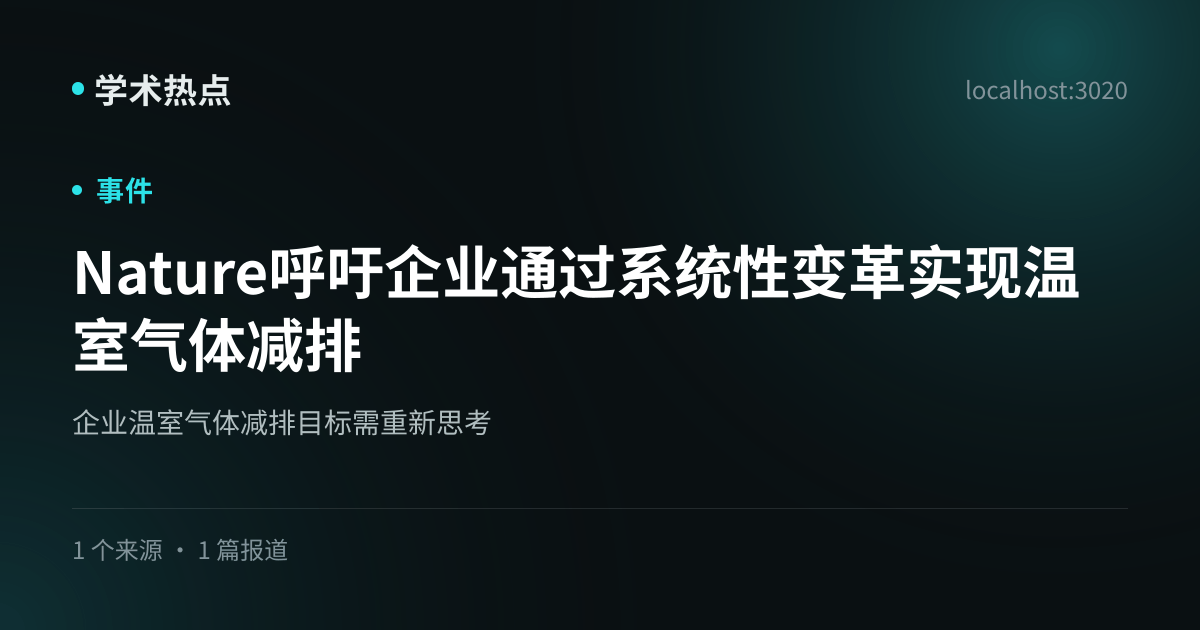 学术热点
localhost:3020
事件
Nature呼吁企业通过系统性变革实现温
室气体减排
企业温室气体减排目标需重新思考
1 个来源 · 1 篇报道